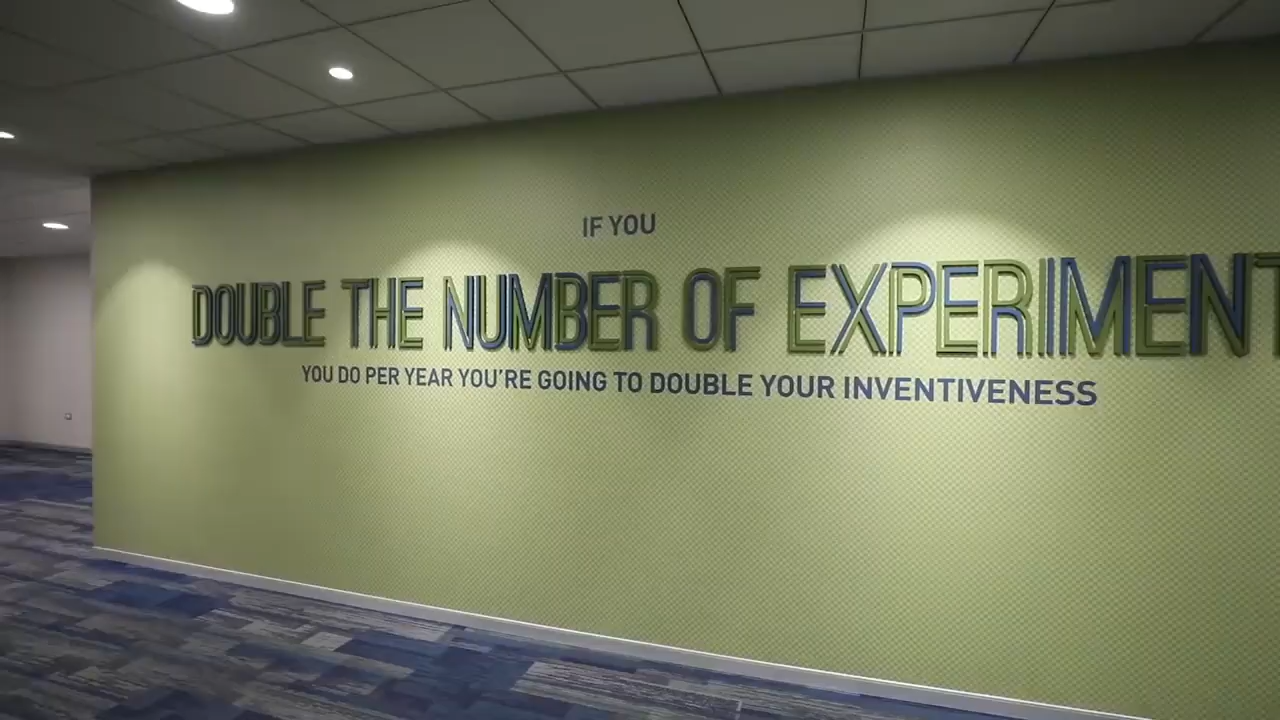 IF YOU
DOUBLE THE NUMBER OF EXPERIMENT
YOU DO PER YEAR YOU'RE GOING TO DOUBLE YOUR INVENTIVENESS